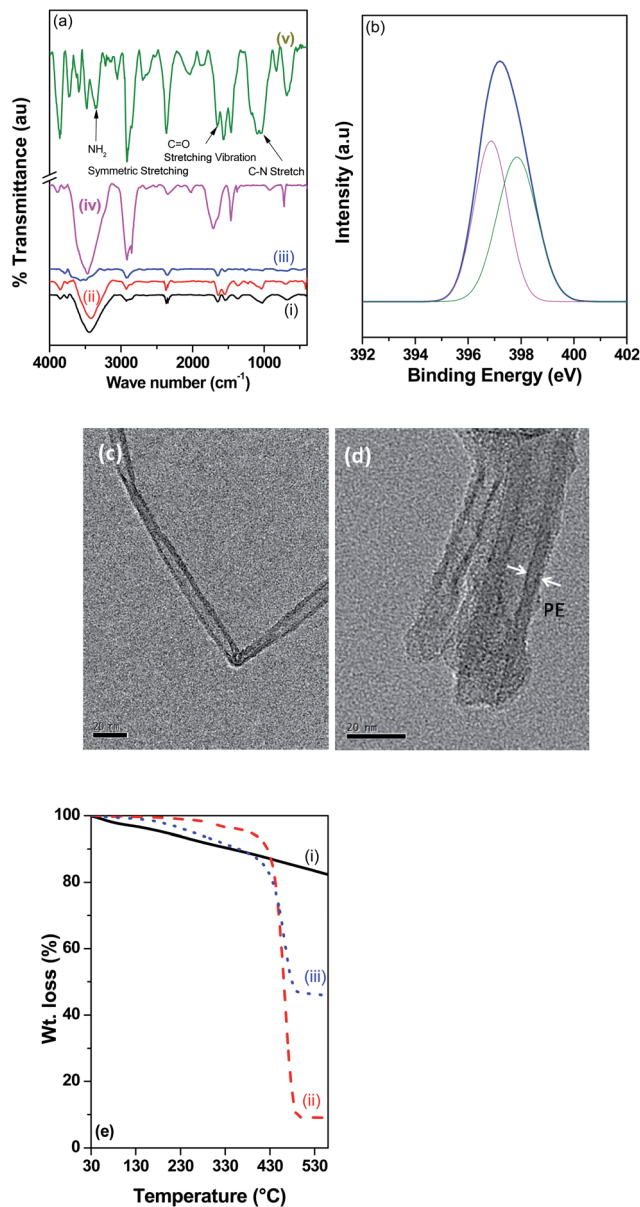 (a)
(v)
NH2
Symmetric Stretching
C=O
Stretching Vibration
C-N Stretch
(iv)
(iii)
(ii)
(i)
% Transmittance (au)
4000 3000 2000 1000
Wave number (cm-1)
(b)
Intensity (a.u)
392 394 396 398 400 402
Binding Energy (eV)
(c)
20 nm
(d)
PE
20 nm
100
80
60
40
20
10
0
Wt. loss (%)
(i)
(iii)
(ii)
(e)
30 130 230 330 430 530
Temperature (°C)